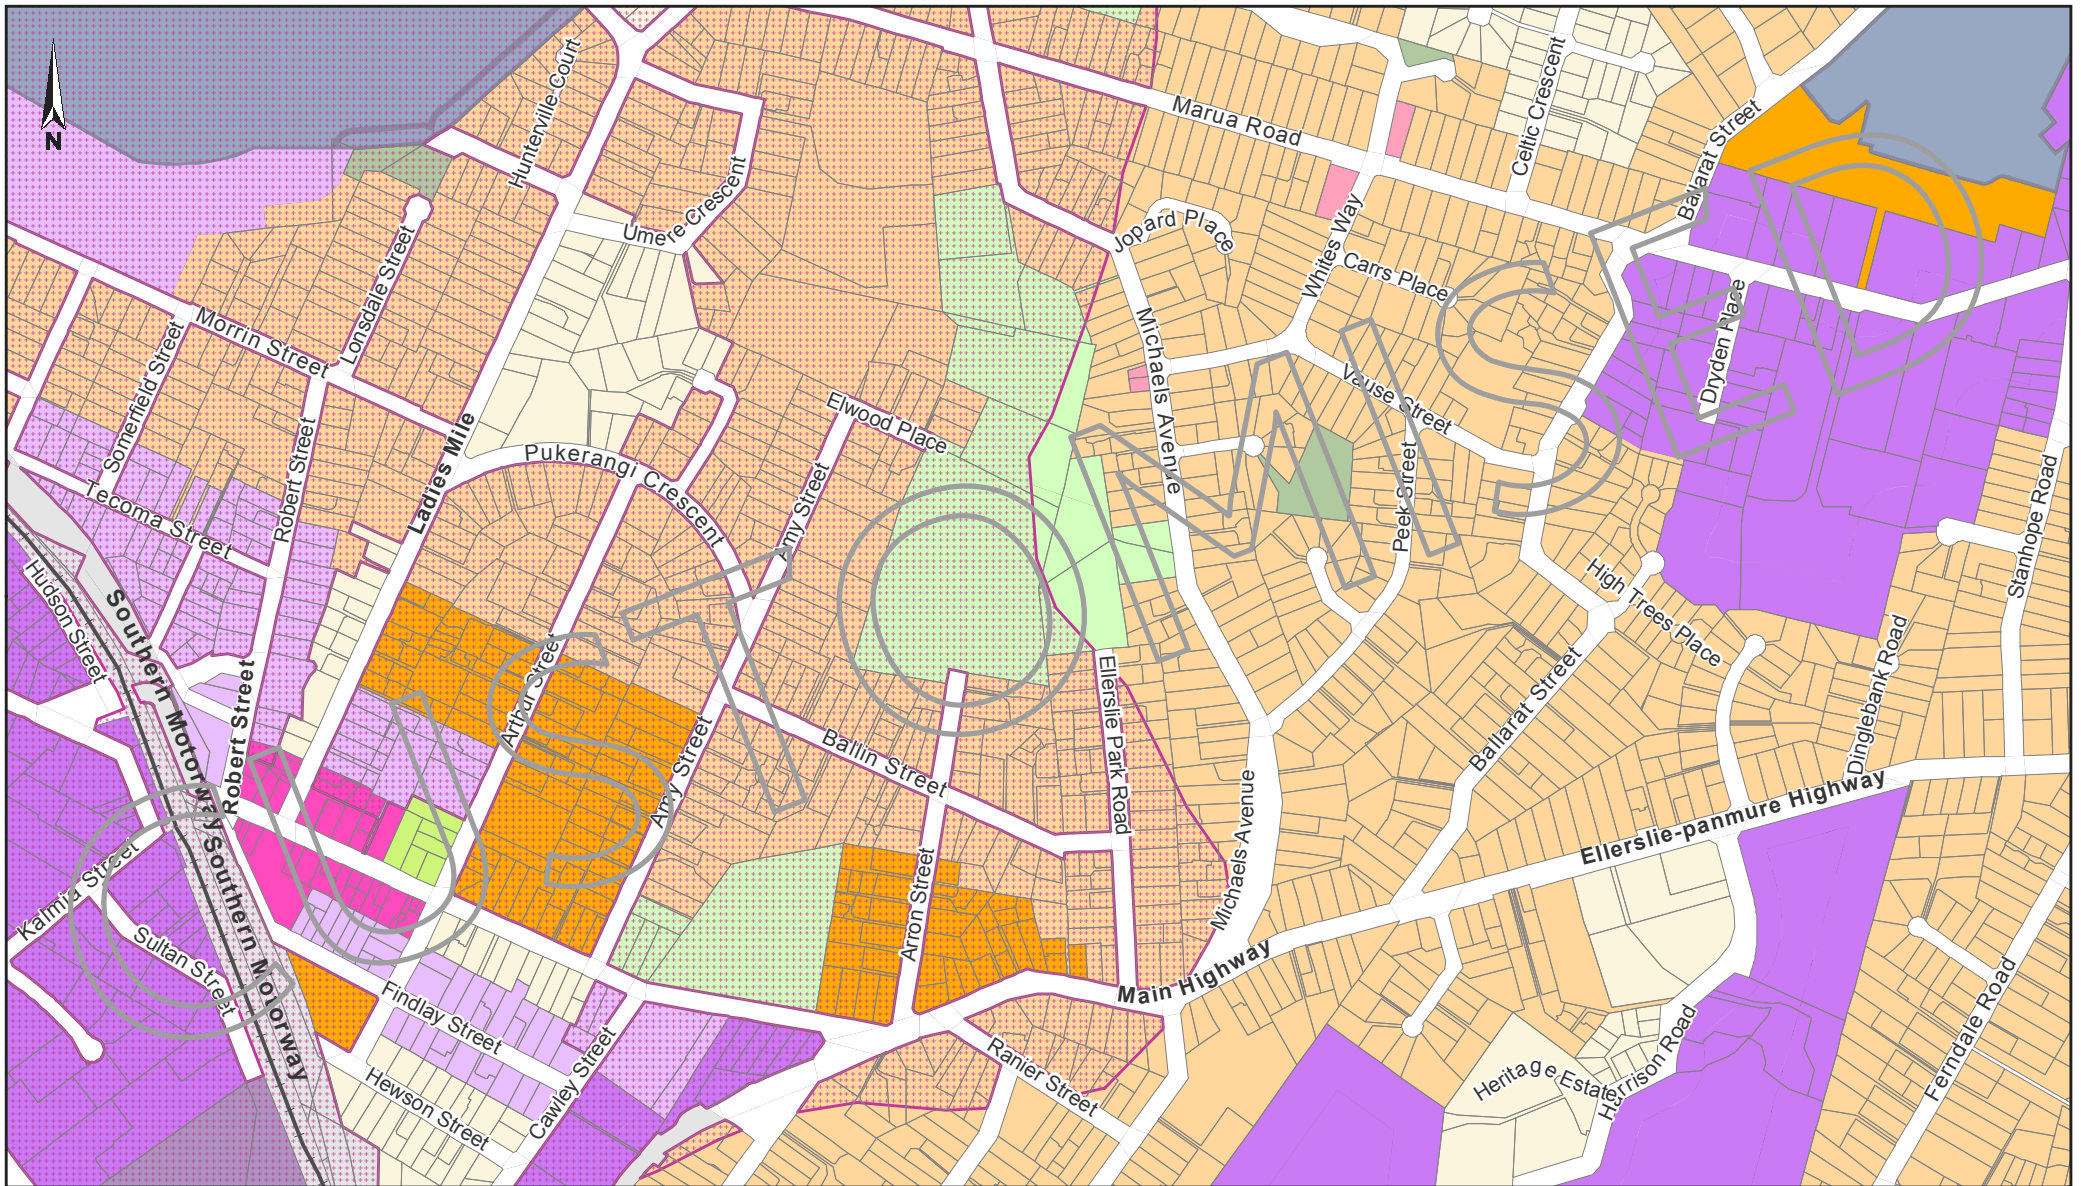 Huntervile Court
Marua Road
Celtic Crescent
Ballarat Street
Umere Crescent
Jopard Place
Whites Way
Carrs Place
Lonsdale Street
Morrin Street
Somerfield Street
Michaels Avenue
Dryden Place
Vause Street
Elwood Place
Pukerangi Crescent
Ladies Mile
Robert Street
Tecoma Street
Amy Street
Peek Street
Stanhope Road
High Trees Place
Hudson Street
Southern Motorway
Robert Street
Arthur Street
Amy Street
Ballin Street
Ellerslie Park Road
Ballarat Street
Dinglebank Road
Ellerslie-panmure Highway
Michaels Avenue
Arron Street
Kalmia Street
Sultan Street
Southern Motorway
Main Highway
Findlay Street
Hewson Street
Cawley Street
Ranier Street
Heritage Estate
Harrison Road
Ferndale Road
N
CUSTOMISED